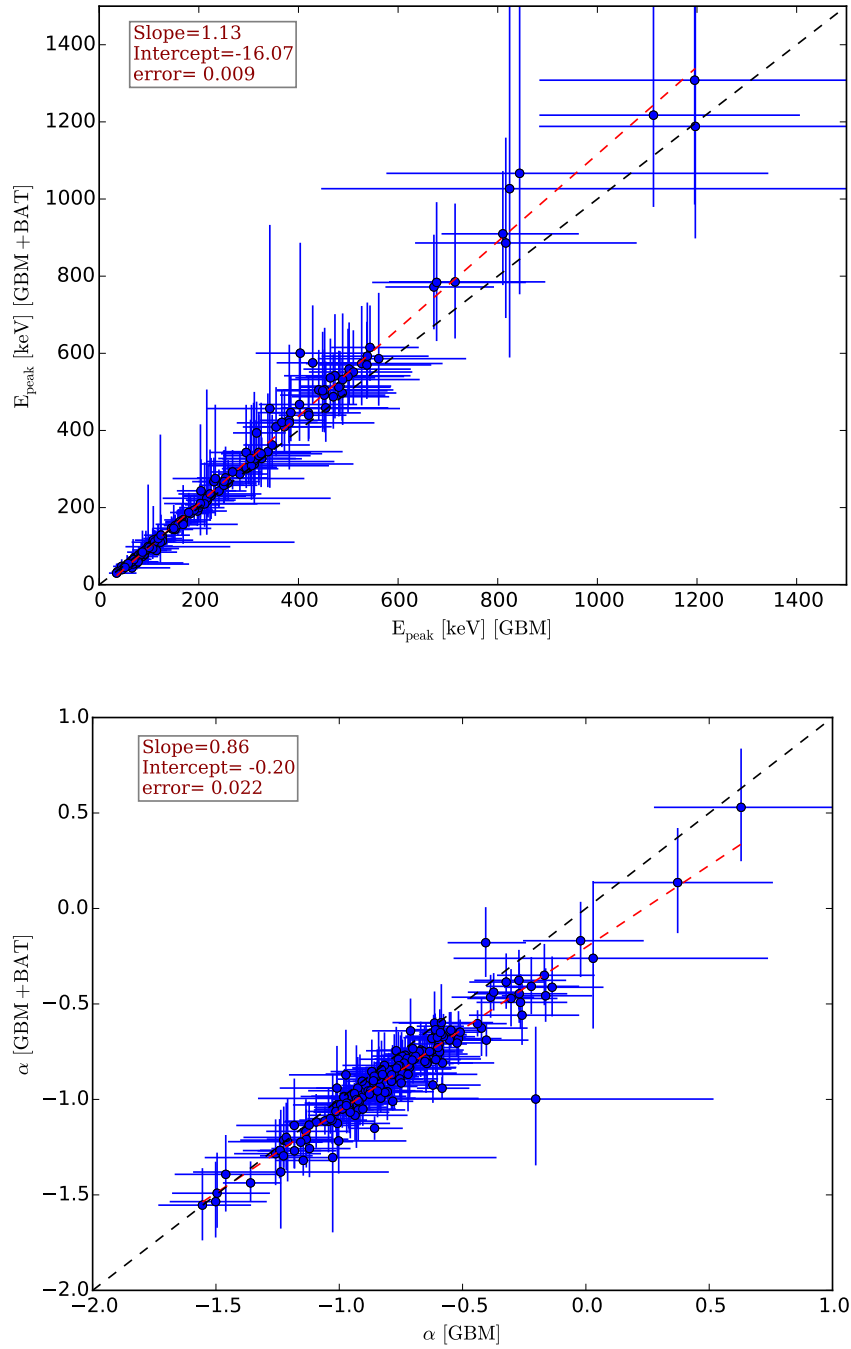 1400
1200
1000
800
600
400
200
0
Slope=1.13
Intercept=-16.07
error= 0.009
E_peak [keV] [GBM+BAT]
0 200 400 600 800 1000 1200 1400
E_peak [keV] [GBM]
1.0
0.5
0.0
−0.5
−1.0
−1.5
−2.0
Slope=0.86
Intercept= -0.20
error= 0.022
α [GBM+BAT]
−2.0 −1.5 −1.0 −0.5 0.0 0.5 1.0
α [GBM]